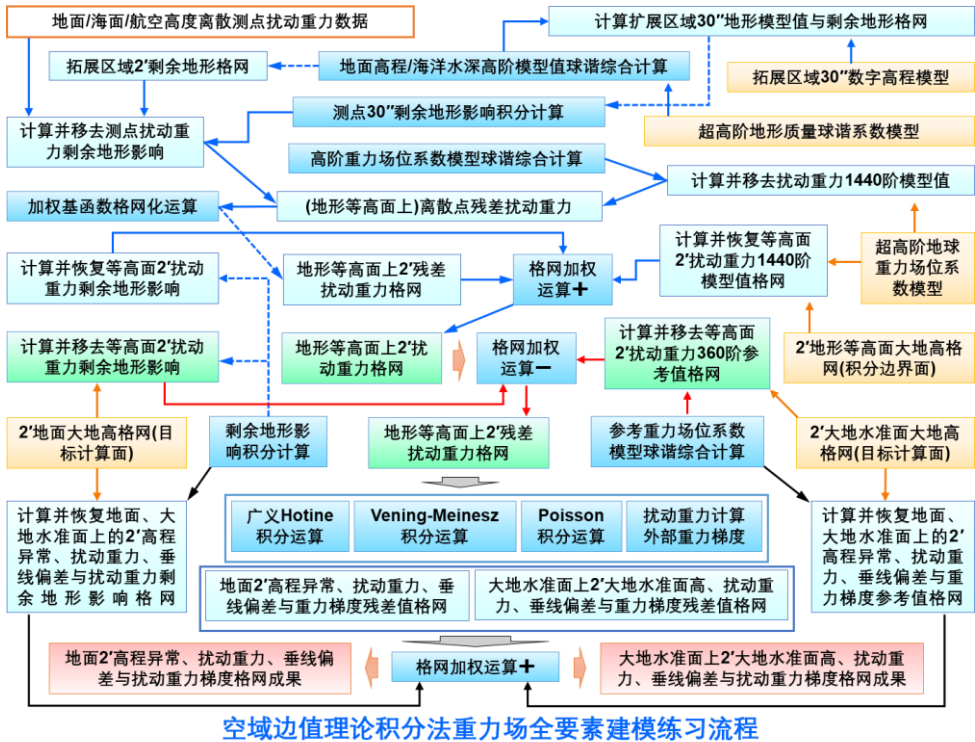 地面/海面/航空高度离散测点扰动重力数据
计算扩展区域30″地形模型值与剩余地形格网
拓展区域2′剩余地形格网
地面高程/海洋水深高阶模型值球谐综合计算
拓展区域30″数字高程模型
计算并移去测点扰动重
力剩余地形影响
测点30″剩余地形影响积分计算
超高阶地形质量球谐系数模型
高阶重力场位系数模型球谐综合计算
计算并移去扰动重力1440阶模型值
加权基函数格网化运算
(地形等高面上)离散点残差扰动重力
计算并恢复等高面2′扰动
重力剩余地形影响
地形等高面上2′残差
扰动重力格网
格网加权
运算+
计算并恢复等高面
2′扰动重力1440阶
模型值格网
超高阶地球
重力场位系
数模型
计算并移去等高面2′扰动
重力剩余地形影响
地形等高面上2′扰
动重力格网
格网加权
运算−
计算并移去等高面
2′扰动重力360阶参
考值格网
2′地形等高面大地高格
网(积分边界面)
2′地面大地高格网(目
标计算面)
剩余地形影
响积分计算
地形等高面上2′残差
扰动重力格网
参考重力场位系数
模型球谐综合计算
2′大地水准面大地高
格网(目标计算面)
计算并恢复地面、大
地水准面上的2′高程
异常、扰动重力、垂
线偏差与扰动重力剩
余地形影响格网
广义Hotine
积分运算
Vening-Meinesz
积分运算
Poisson
积分运算
扰动重力计算
外部重力梯度
计算并恢复地面、
大地水准面上的2′
高程异常、扰动重
力、垂线偏差与重
力梯度参考值格网
地面2′高程异常、扰动重力、垂
线偏差与重力梯度残差值格网
大地水准面上2′大地水准面高、扰动重
力、垂线偏差与重力梯度残差值格网
地面2′高程异常、扰动重力、垂线偏
差与扰动重力梯度格网成果
格网加权运算+
大地水准面上2′大地水准面高、扰动重
力、垂线偏差与扰动重力梯度格网成果
空域边值理论积分法重力场全要素建模练习流程